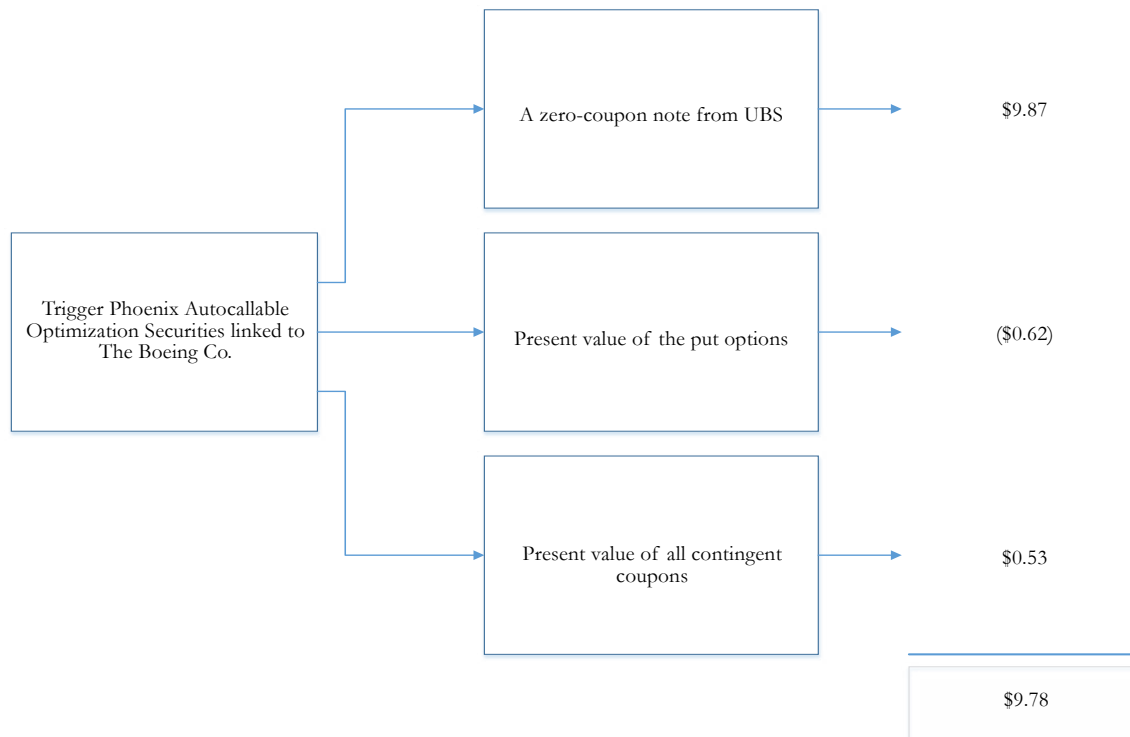 A zero-coupon note from UBS
$9.87
Trigger Phoenix Autocallable
Optimization Securities linked to
The Boeing Co.
Present value of the put options
($0.62)
Present value of all contingent
coupons
$0.53
$9.78